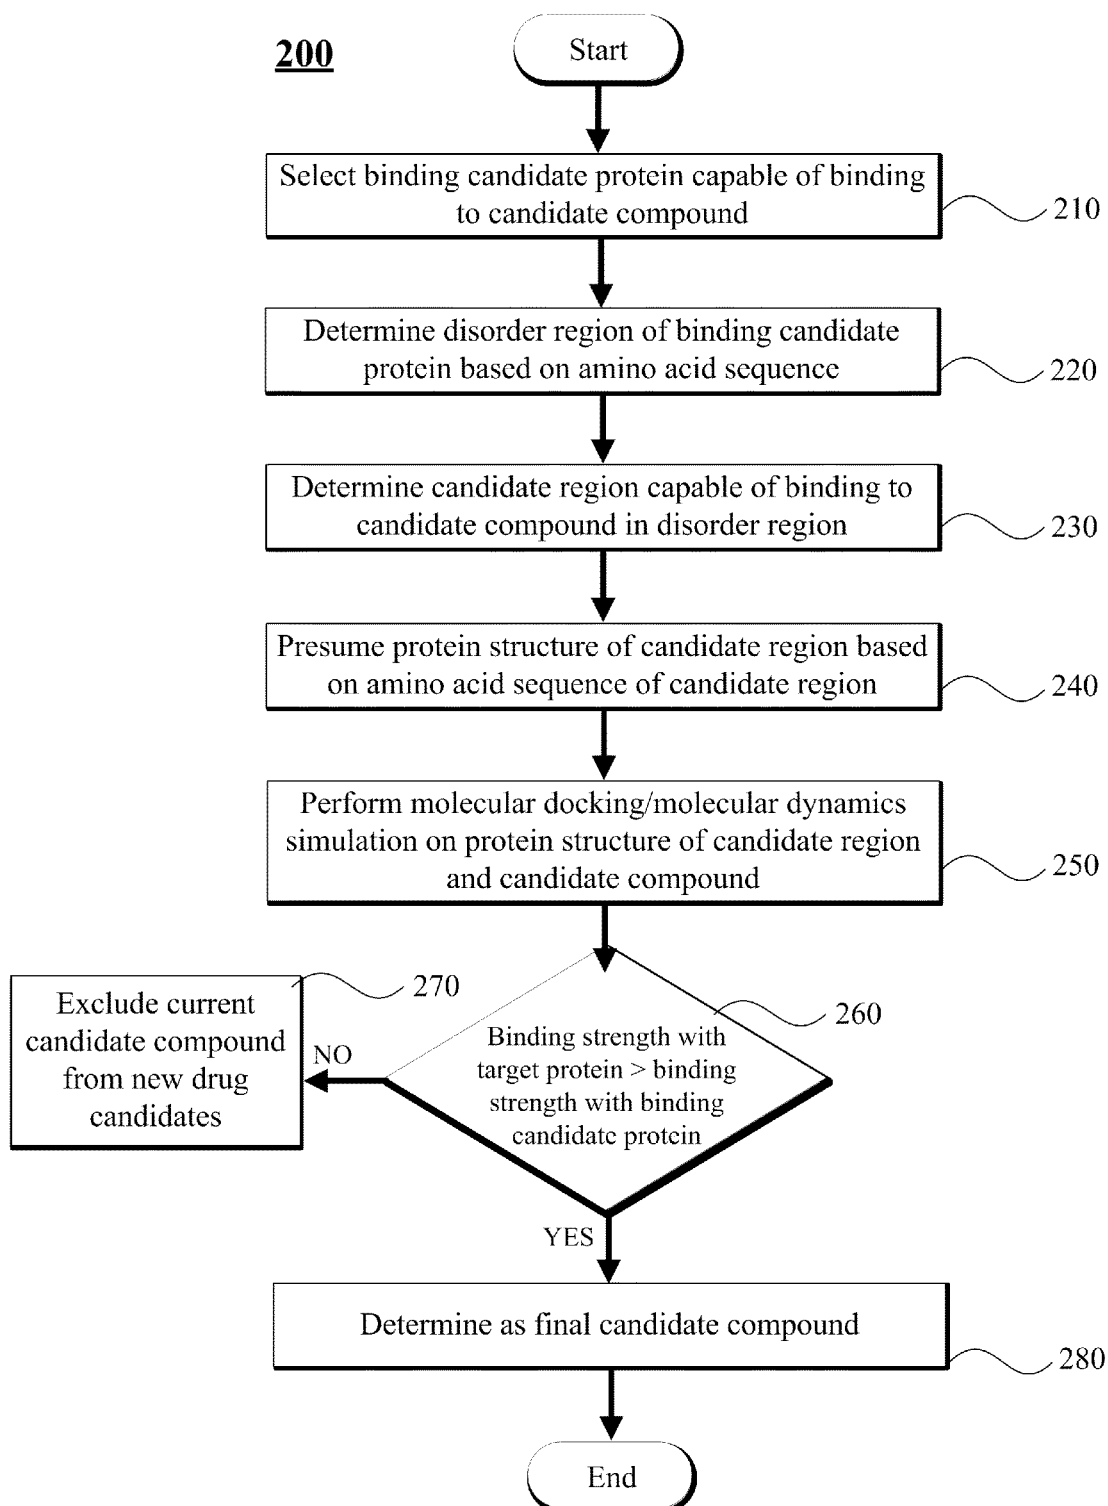 200
Start
Select binding candidate protein capable of binding
to candidate compound
210
Determine disorder region of binding candidate
protein based on amino acid sequence
220
Determine candidate region capable of binding to
candidate compound in disorder region
230
Presume protein structure of candidate region based
on amino acid sequence of candidate region
240
Perform molecular docking/molecular dynamics
simulation on protein structure of candidate region
and candidate compound
250
Binding strength with
target protein > binding
strength with binding
candidate protein
260
NO
Exclude current
candidate compound
from new drug
candidates
270
YES
Determine as final candidate compound
280
End